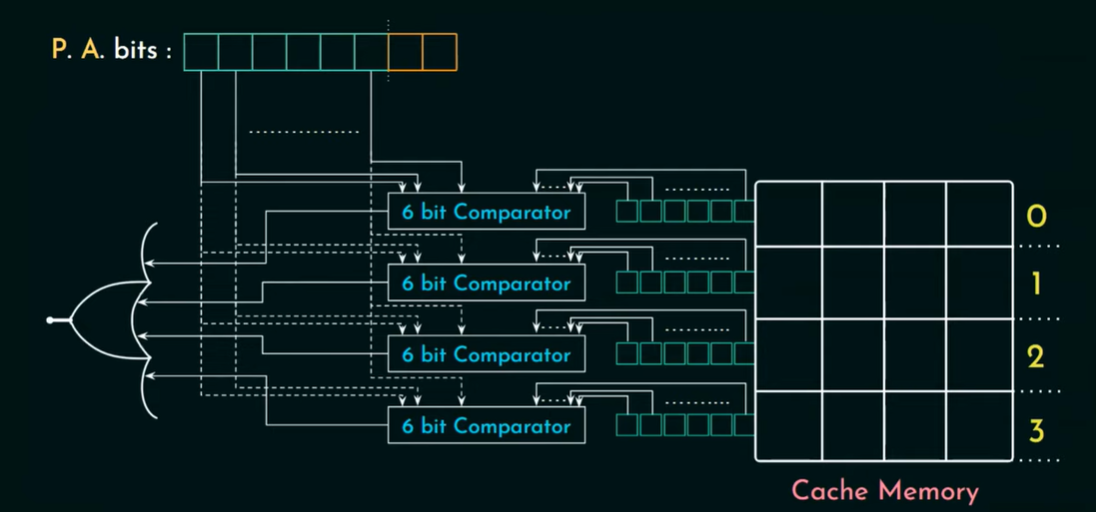 P. A. bits :
6 bit Comparator
0
6 bit Comparator
1
6 bit Comparator
2
6 bit Comparator
3
Cache Memory